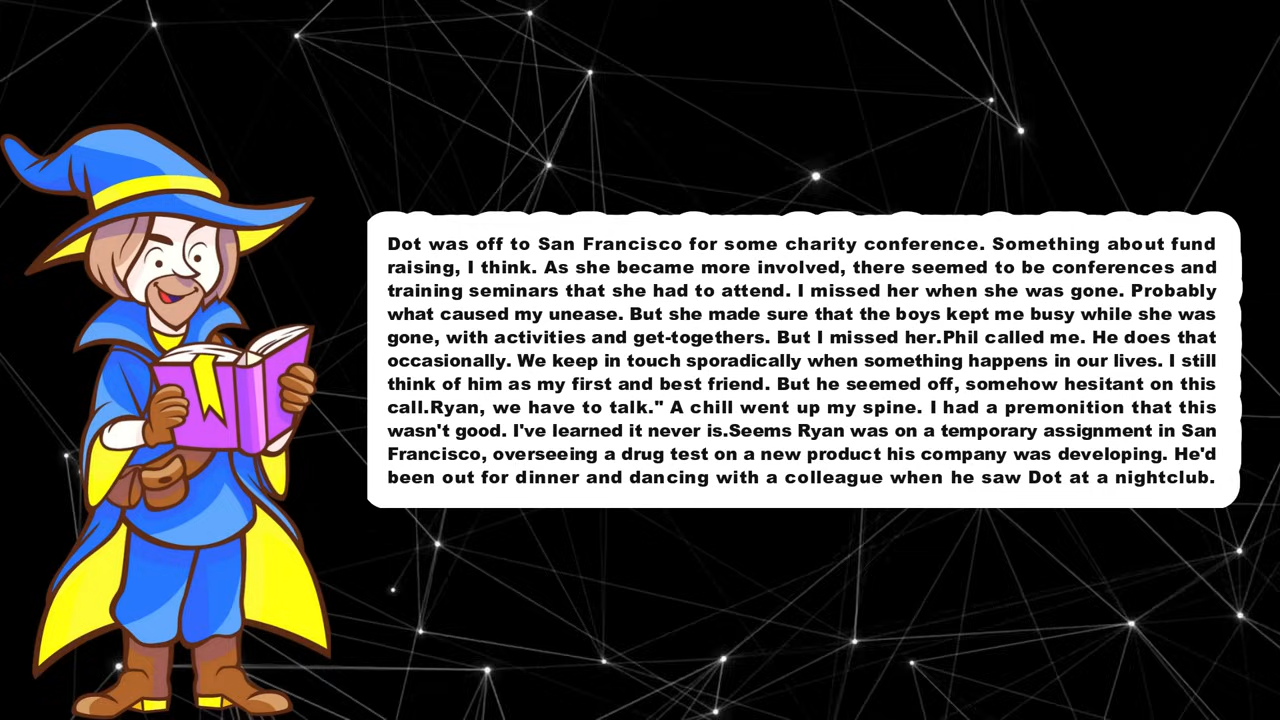 Dot was off to San Francisco for some charity conference. Something about fund
raising, I think. As she became more involved, there seemed to be conferences and
training seminars that she had to attend. I missed her when she was gone. Probably
what caused my unease. But she made sure that the boys kept me busy while she was
gone, with activities and get-togethers. But I missed her.Phil called me. He does that
occasionally. We keep in touch sporadically when something happens in our lives. I still
think of him as my first and best friend. But he seemed off, somehow hesitant on this
call.Ryan, we have to talk." A chill went up my spine. I had a premonition that this
wasn't good. I've learned it never is.Seems Ryan was on a temporary assignment in San
Francisco, overseeing a drug test on a new product his company was developing. He'd
been out for dinner and dancing with a colleague when he saw Dot at a nightclub.